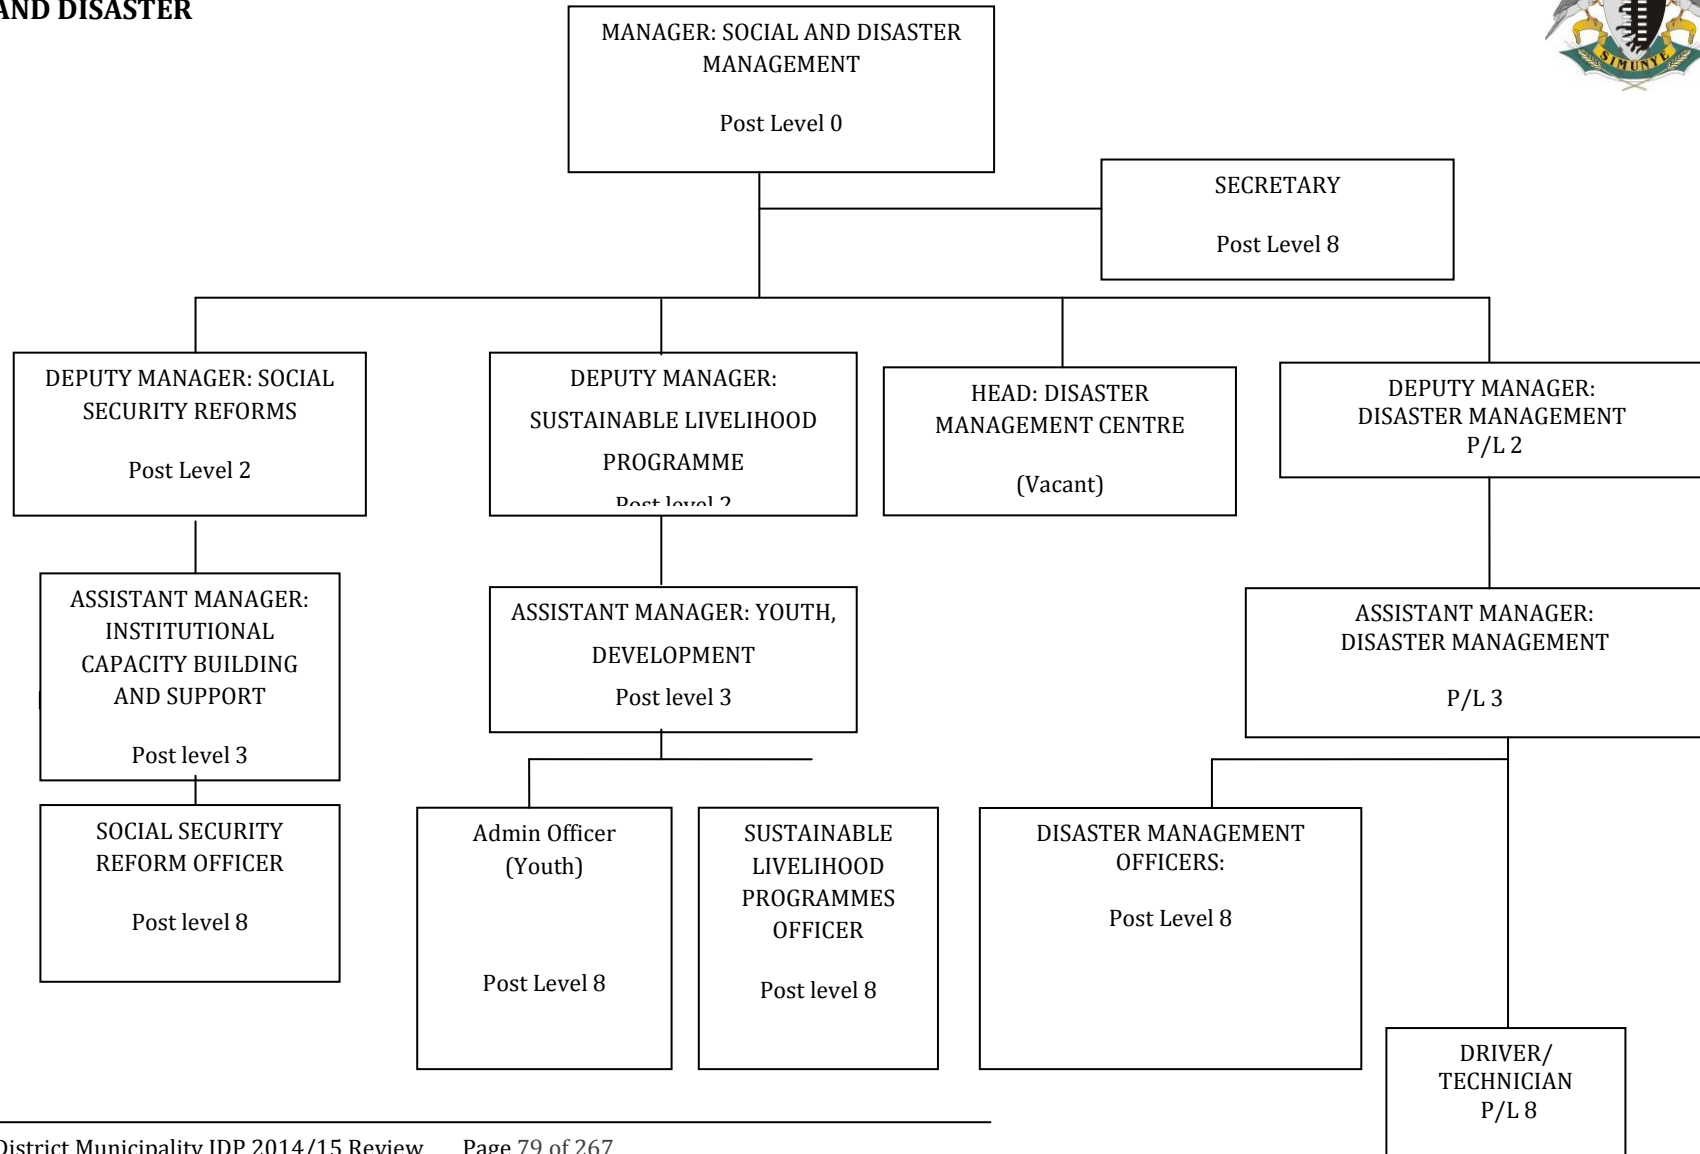 AND DISASTER
MANAGER: SOCIAL AND DISASTER
MANAGEMENT
Post Level 0
SIMUNYE
SECRETARY
Post Level 8
DEPUTY MANAGER: SOCIAL
SECURITY REFORMS
Post Level 2
DEPUTY MANAGER:
SUSTAINABLE LIVELIHOOD
PROGRAMME
Post level 2
HEAD: DISASTER
MANAGEMENT CENTRE
(Vacant)
DEPUTY MANAGER:
DISASTER MANAGEMENT
P/L 2
ASSISTANT MANAGER:
INSTITUTIONAL
CAPACITY BUILDING
AND SUPPORT
Post level 3
ASSISTANT MANAGER: YOUTH,
DEVELOPMENT
Post level 3
ASSISTANT MANAGER:
DISASTER MANAGEMENT
P/L 3
SOCIAL SECURITY
REFORM OFFICER
Post level 8
Admin Officer
(Youth)
Post Level 8
SUSTAINABLE
LIVELIHOOD
PROGRAMMES
OFFICER
Post level 8
DISASTER MANAGEMENT
OFFICERS:
Post Level 8
DRIVER/
TECHNICIAN
P/L 8
District Municipality IDP 2014/15 Review Page 79 of 267